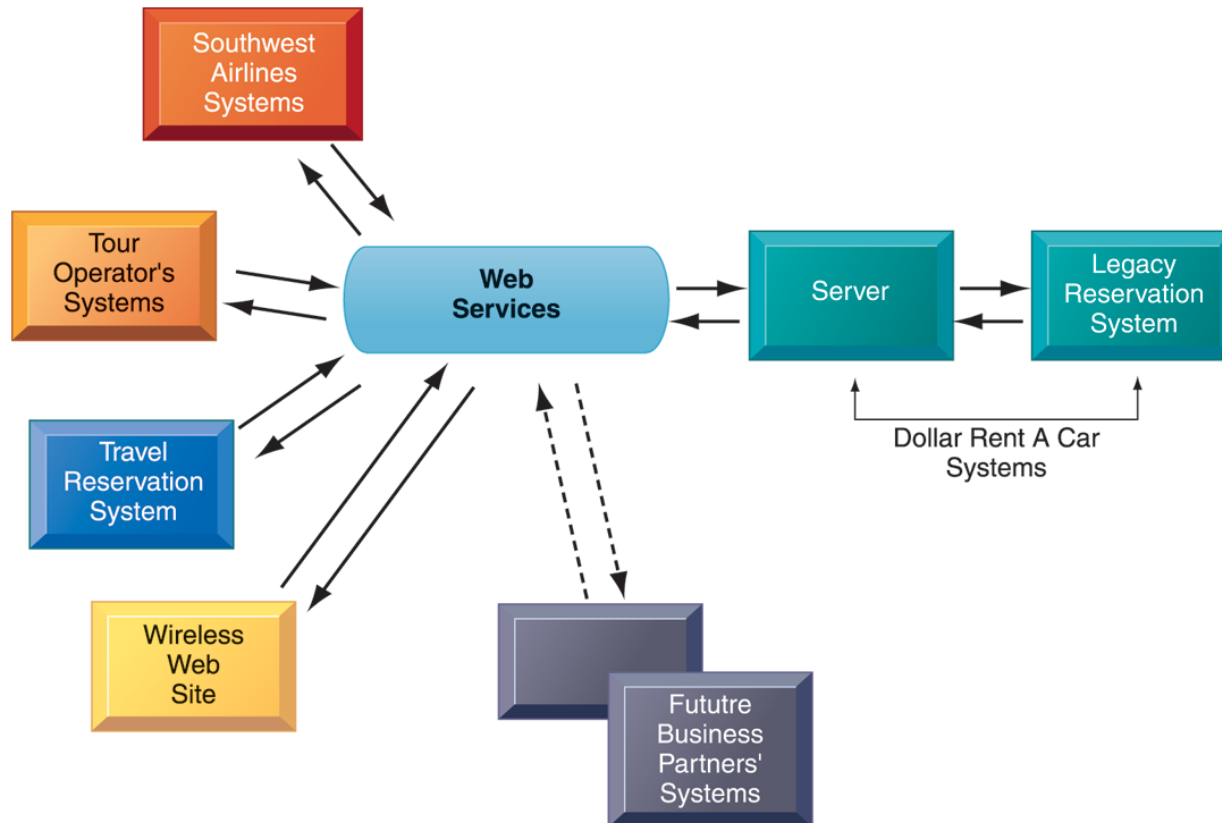 Southwest
Airlines
Systems
Tour
Operator's
Systems
Web
Services
Server
Legacy
Reservation
System
Dollar Rent A Car
Systems
Travel
Reservation
System
Wireless
Web
Site
Fututre
Business
Partners'
Systems